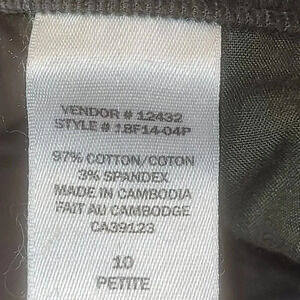 VENDOR # 12432
STYLE # 18F14-04P
97% COTTON/COTON
3% SPANDEX
MADE IN CAMBODIA
FAIT AU CAMBODGE
CA39123
10
PETITE